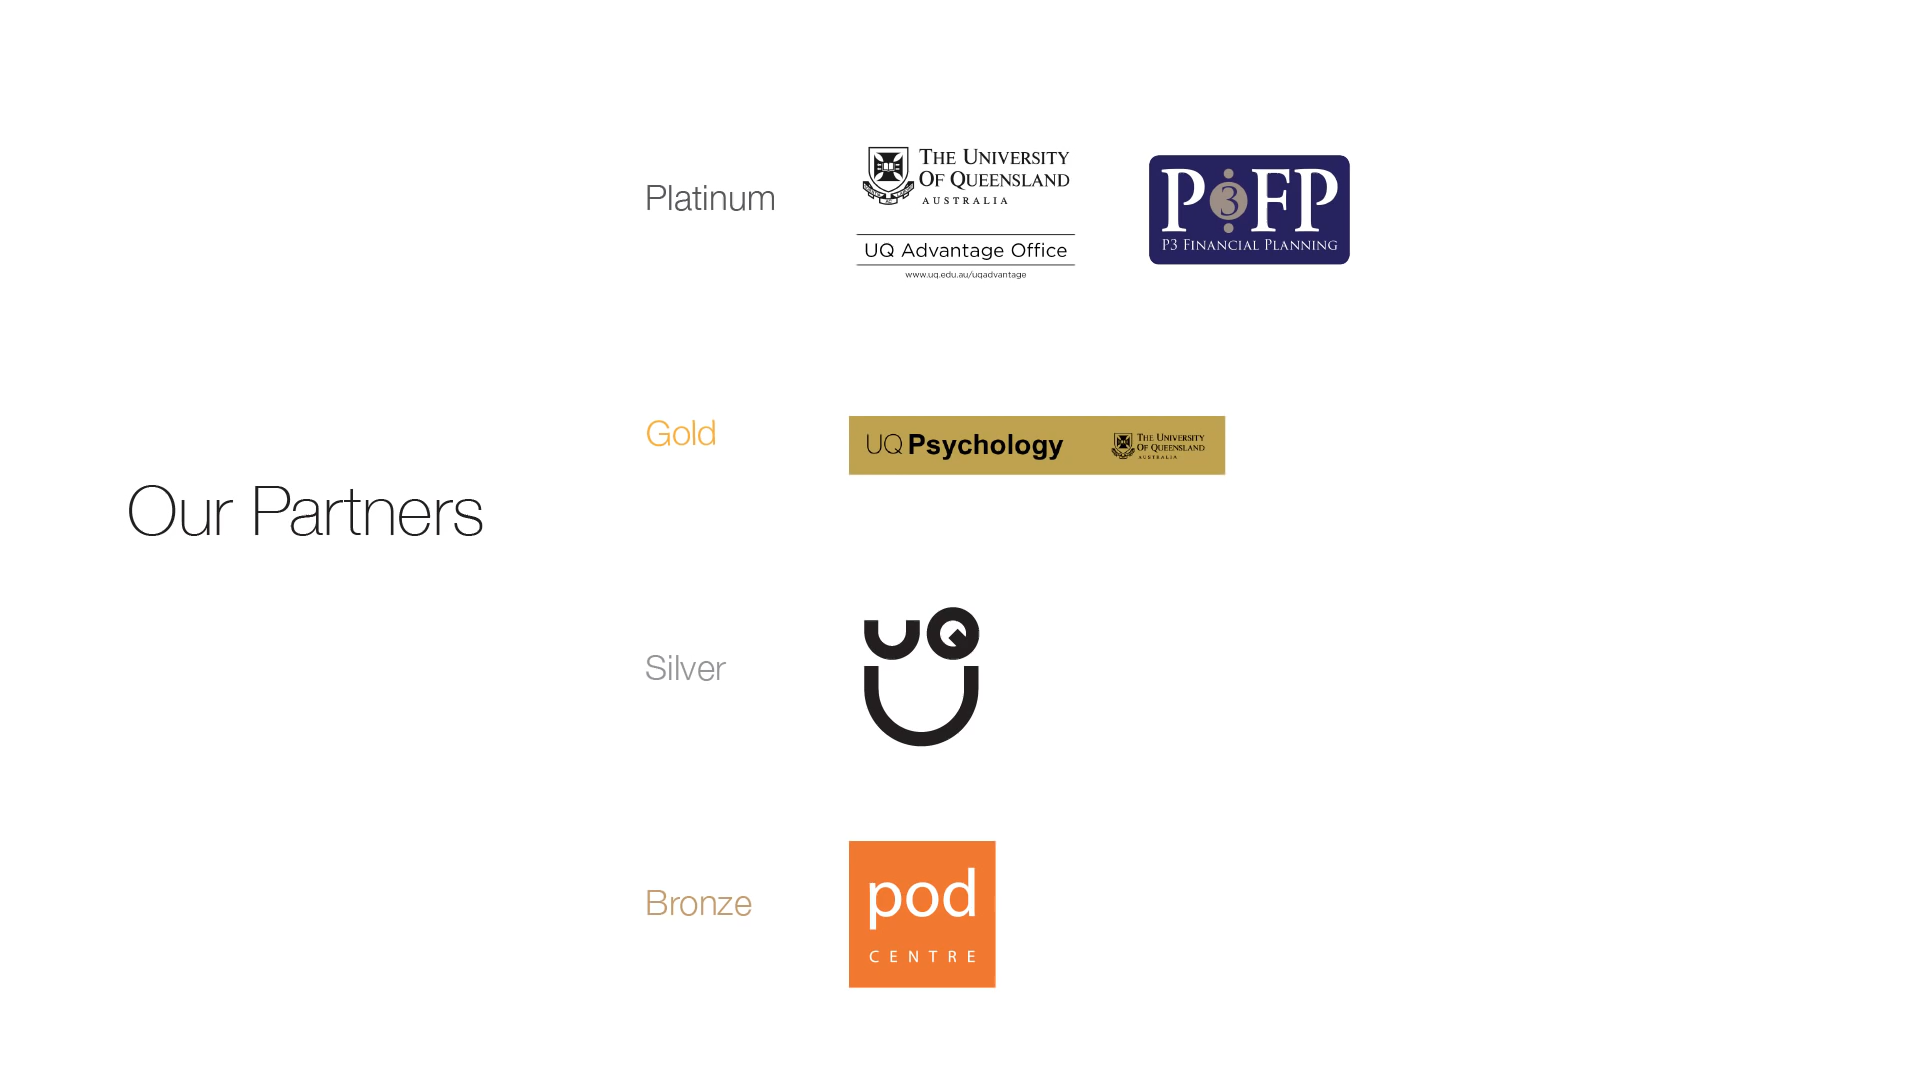 Our Partners
Platinum
THE UNIVERSITY
OF QUEENSLAND
AUSTRALIA
UQ Advantage Office
www.uq.edu.au/uqadvantage
P3FP
P3 FINANCIAL PLANNING
Gold
UQ Psychology
THE UNIVERSITY
OF QUEENSLAND
AUSTRALIA
Silver
UQ
U
Bronze
pod
CENTRE